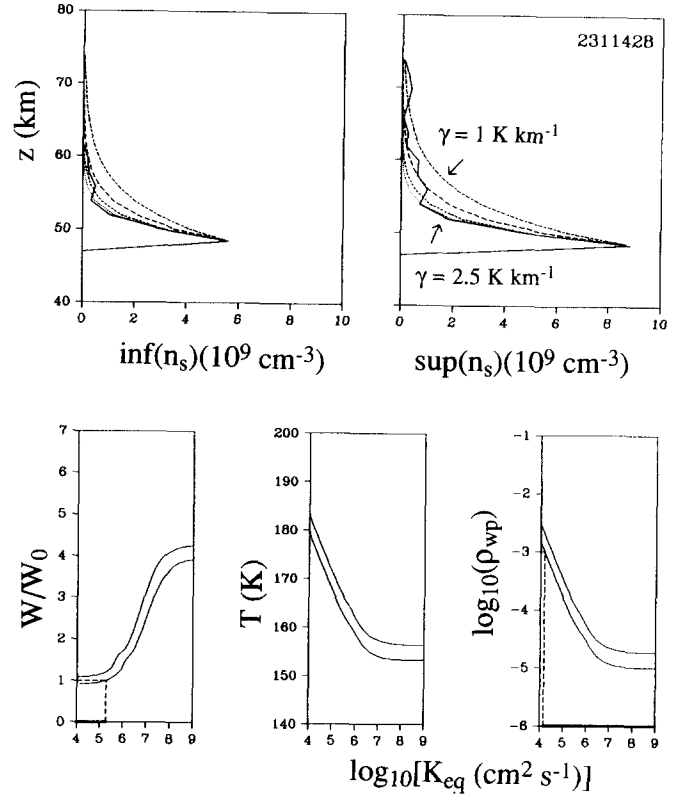 80
70
60
50
40
z (km)
0 2 4 6 8 10
inf(n_s)(10^9 cm^-3)
2311428
γ = 1 K km^-1
γ = 2.5 K km^-1
0 2 4 6 8 10
sup(n_s)(10^9 cm^-3)
7
6
5
4
3
2
1
0
W/W_0
4 5 6 7 8 9
200
190
180
170
160
150
140
T (K)
4 5 6 7 8 9
-1
-2
-3
-4
-5
-6
log_10(ρ_wp)
4 5 6 7 8 9
log_10[K_eq (cm^2 s^-1)]